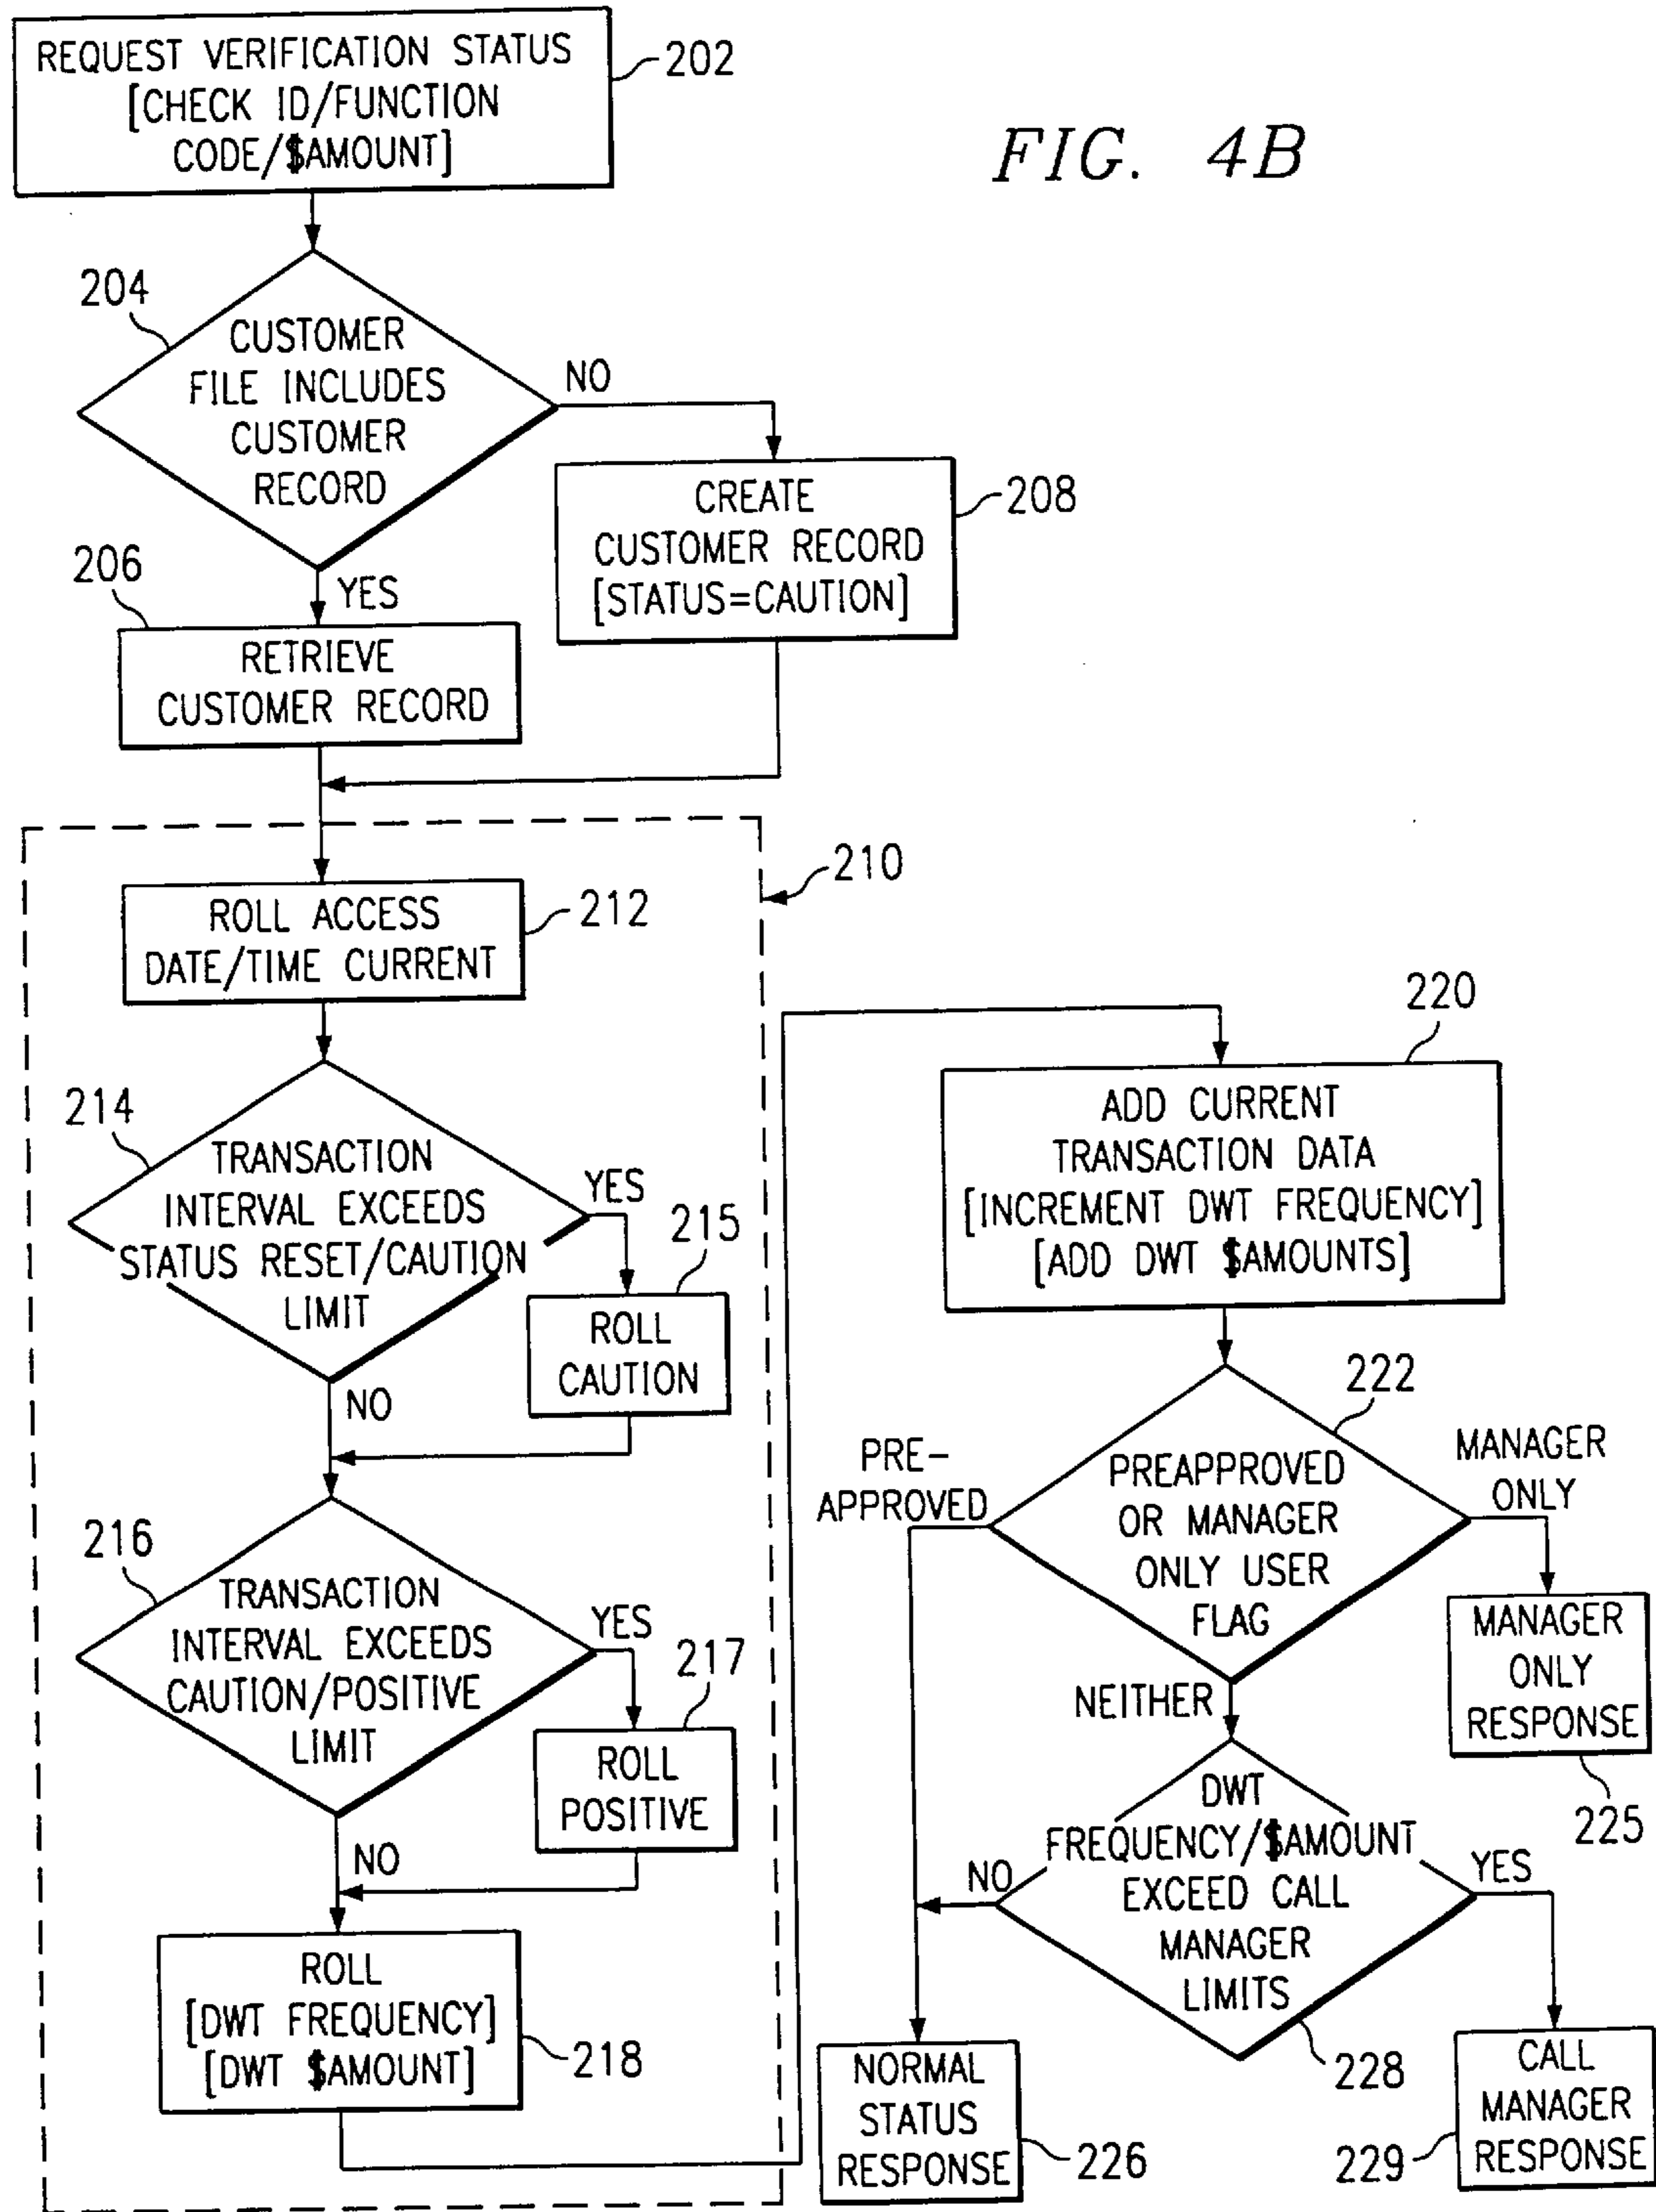 REQUEST VERIFICATION STATUS
[CHECK ID/FUNCTION
CODE/$AMOUNT]
202
FIG. 4B
204
CUSTOMER
FILE INCLUDES
CUSTOMER
RECORD
NO
YES
CREATE
CUSTOMER RECORD
[STATUS=CAUTION]
208
206
RETRIEVE
CUSTOMER RECORD
210
ROLL ACCESS
DATE/TIME CURRENT
212
214
TRANSACTION
INTERVAL EXCEEDS
STATUS RESET/CAUTION
LIMIT
YES
215
ROLL
CAUTION
NO
216
TRANSACTION
INTERVAL EXCEEDS
CAUTION/POSITIVE
LIMIT
YES
217
ROLL
POSITIVE
NO
ROLL
[DWT FREQUENCY]
[DWT $AMOUNT]
218
220
ADD CURRENT
TRANSACTION DATA
[INCREMENT DWT FREQUENCY]
[ADD DWT $AMOUNTS]
222
PRE-
APPROVED
PREAPPROVED
OR MANAGER
ONLY USER
FLAG
MANAGER
ONLY
MANAGER
ONLY
RESPONSE
225
NEITHER
DWT
FREQUENCY/$AMOUNT
EXCEED CALL
MANAGER
LIMITS
NO
YES
228
NORMAL
STATUS
RESPONSE
226
CALL
MANAGER
RESPONSE
229